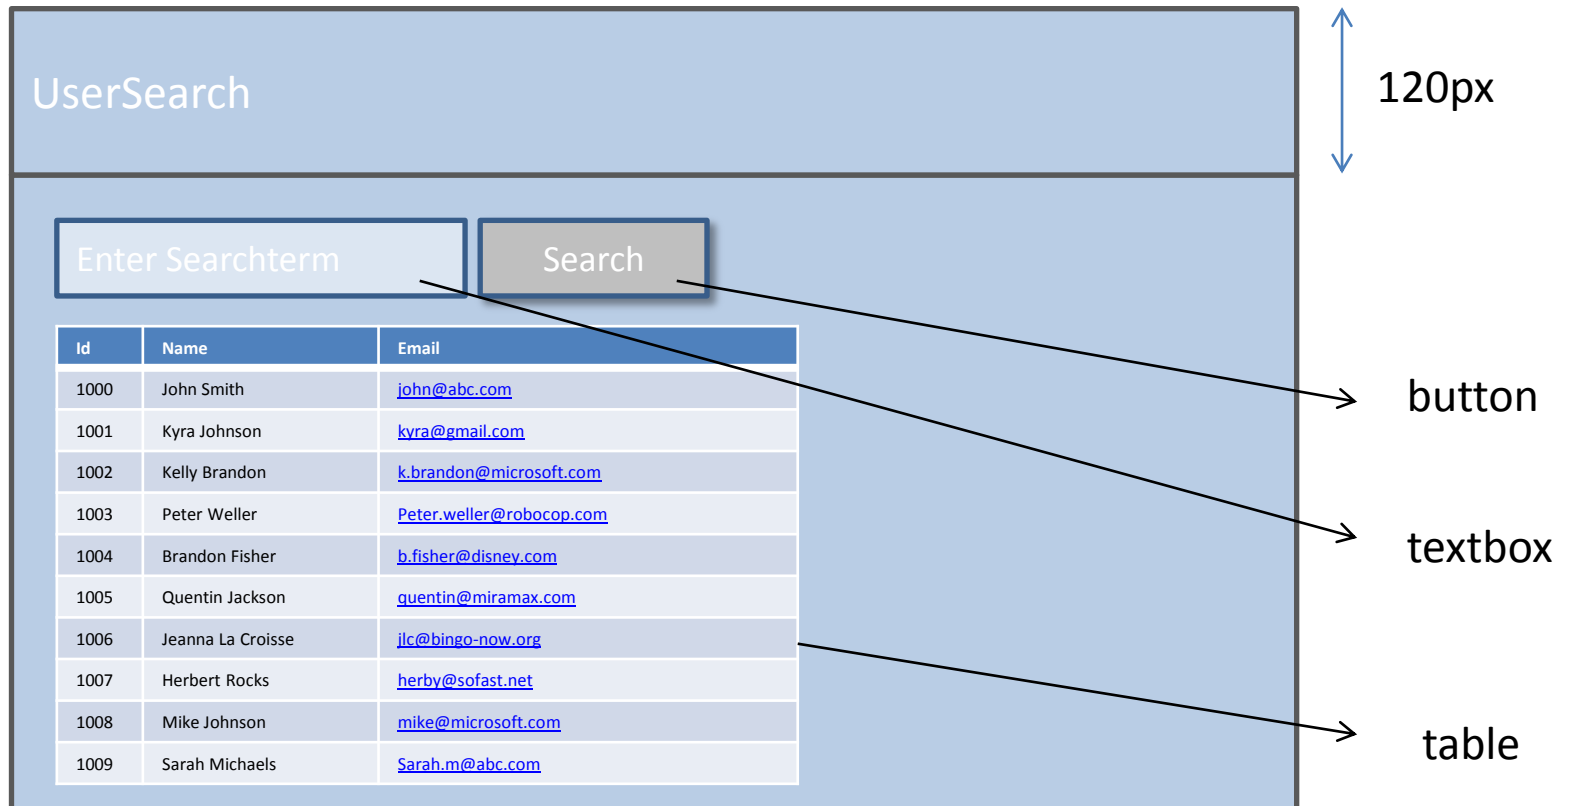 UserSearch
120px
Enter Searchterm Search
Id Name Email
1000 John Smith john@abc.com
1001 Kyra Johnson kyra@gmail.com
1002 Kelly Brandon k.brandon@microsoft.com
1003 Peter Weller Peter.weller@robocop.com
1004 Brandon Fisher b.fisher@disney.com
1005 Quentin Jackson quentin@miramax.com
1006 Jeanna La Croisse jlc@bingo-now.org
1007 Herbert Rocks herby@sofast.net
1008 Mike Johnson mike@microsoft.com
1009 Sarah Michaels Sarah.m@abc.com
button
textbox
table